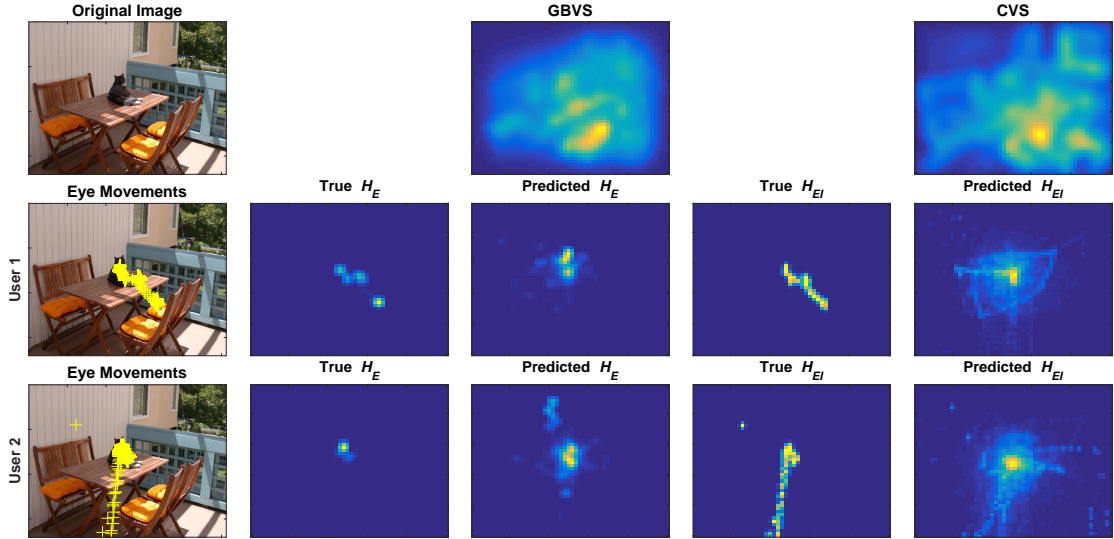 Original Image
GBVS
CVS
Eye Movements
True H_E
Predicted H_E
True H_EI
Predicted H_EI
User 1
Eye Movements
True H_E
Predicted H_E
True H_EI
Predicted H_EI
User 2